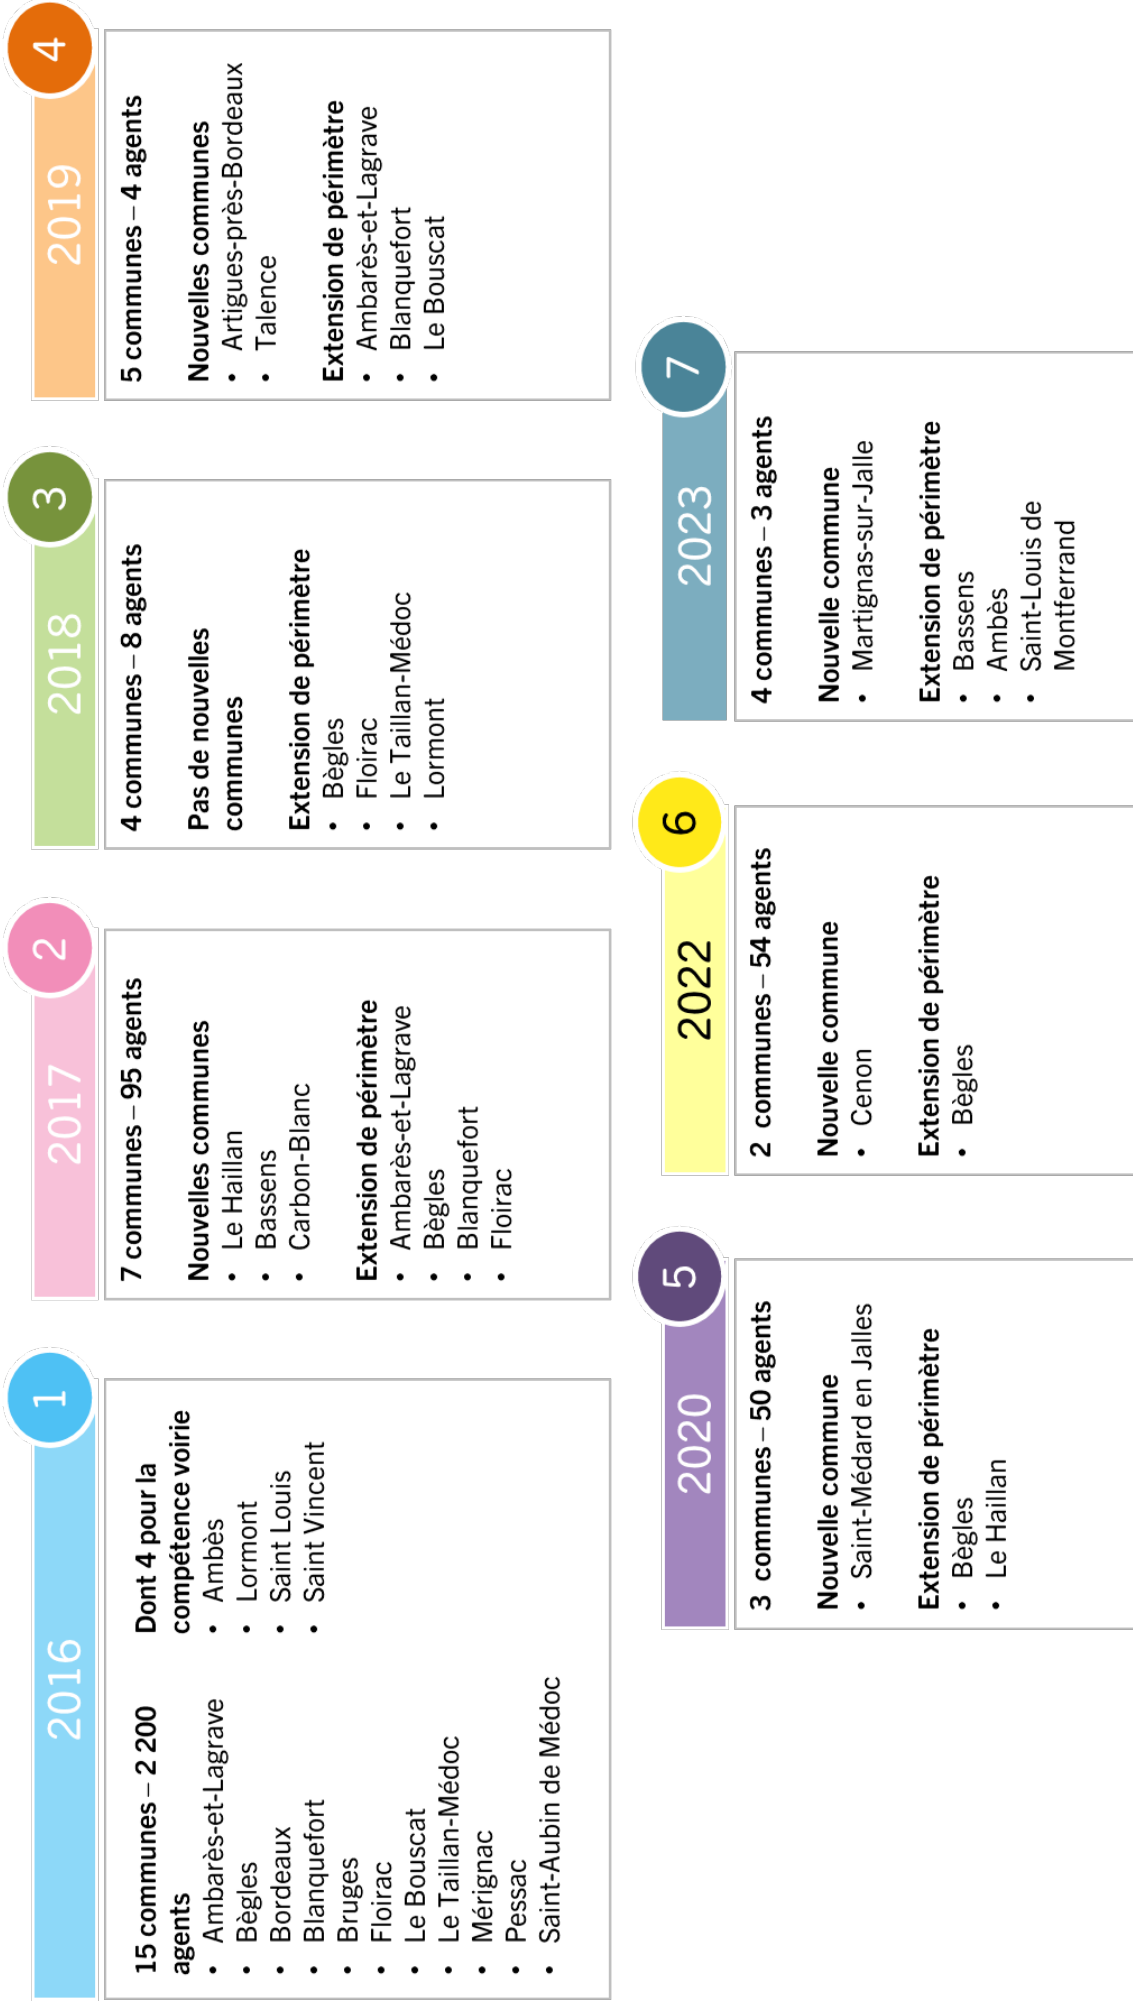 1
2016
15 communes – 2 200
agents
• Ambarès-et-Lagrave
• Bègles
• Bordeaux
• Blanquefort
• Bruges
• Floirac
• Le Bouscat
• Le Taillan-Médoc
• Mérignac
• Pessac
• Saint-Aubin de Médoc
Dont 4 pour la
compétence voirie
• Ambès
• Lormont
• Saint Louis
• Saint Vincent
2
2017
7 communes – 95 agents
Nouvelles communes
• Le Haillan
• Bassens
• Carbon-Blanc
Extension de périmètre
• Ambarès-et-Lagrave
• Bègles
• Blanquefort
• Floirac
3
2018
4 communes – 8 agents
Pas de nouvelles
communes
Extension de périmètre
• Bègles
• Floirac
• Le Taillan-Médoc
• Lormont
4
2019
5 communes – 4 agents
Nouvelles communes
• Artigues-près-Bordeaux
• Talence
Extension de périmètre
• Ambarès-et-Lagrave
• Blanquefort
• Le Bouscat
5
2020
3 communes – 50 agents
Nouvelle commune
• Saint-Médard en Jalles
Extension de périmètre
• Bègles
• Le Haillan
6
2022
2 communes – 54 agents
Nouvelle commune
• Cenon
Extension de périmètre
• Bègles
7
2023
4 communes – 3 agents
Nouvelle commune
• Martignas-sur-Jalle
Extension de périmètre
• Bassens
• Ambès
• Saint-Louis de
Montferrand